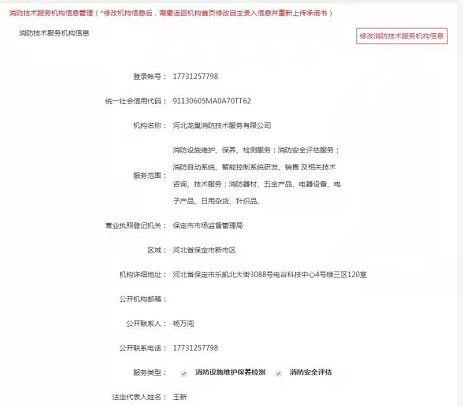 消防技术服务机构信息管理（*修改机构信息后，需要返回机构首页修改自主录入信息并重新上传承诺书）
消防技术服务机构信息
修改消防技术服务机构信息
登录帐号： 17731257798
统一社会信用代码： 91130605MA0A70TT62
机构名称： 河北龙巢消防技术服务有限公司
服务范围： 消防设施维护、保养、检测服务；消防安全评估服务；
消防自动系统、智能控制系统研发、销售 及相关技术
咨询、技术服务；消防器材、五金产品、电器设备、电
子产品、日用杂货、针织品、
营业执照登记机关： 保定市市场监督管理局
区域： 河北省保定市新市区
机构详细地址： 河北省保定市乐凯北大街3088号电谷科技中心4号楼三区120室
公开机构邮箱：
公开联系人： 杨万闯
公开联系电话： 17731257798
服务类型： 消防设施维护保养检测 消防安全评估
法定代表人姓名： 王新